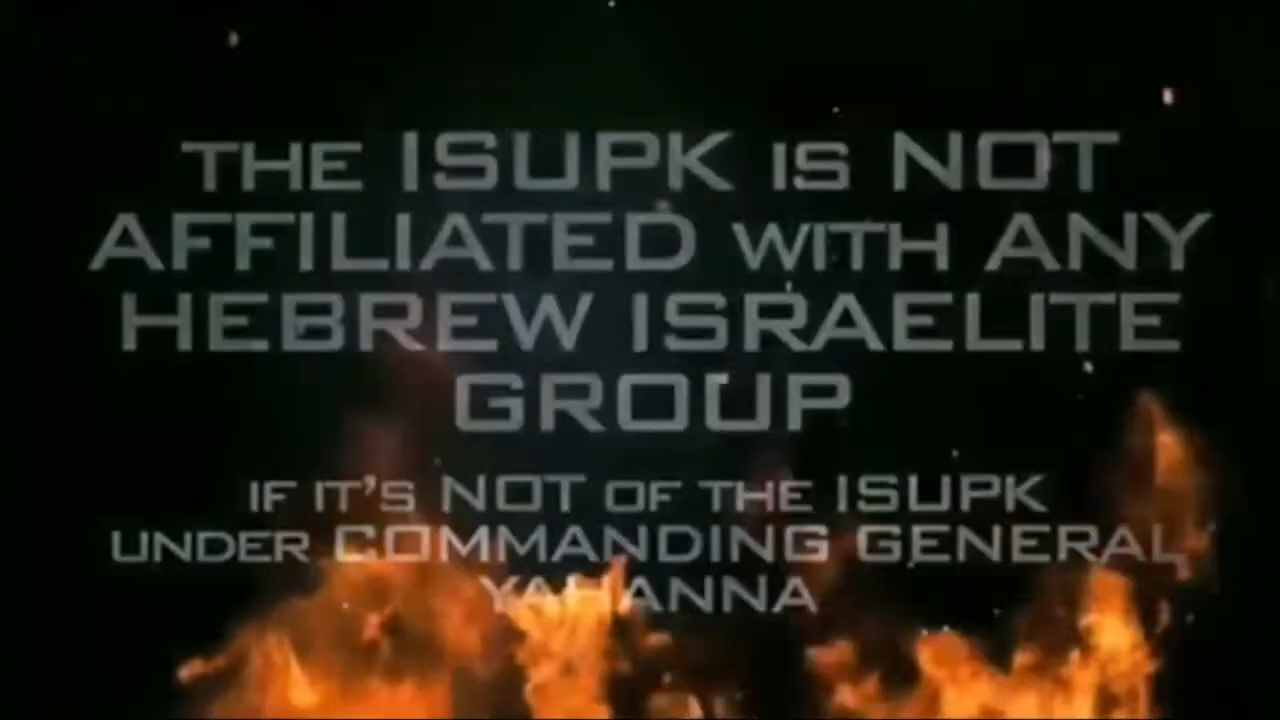 THE ISUPK IS NOT
AFFILIATED WITH ANY
HEBREW ISRAELITE
GROUP
IF IT'S NOT OF THE ISUPK
UNDER COMMANDING GENERAL
YAHANNA